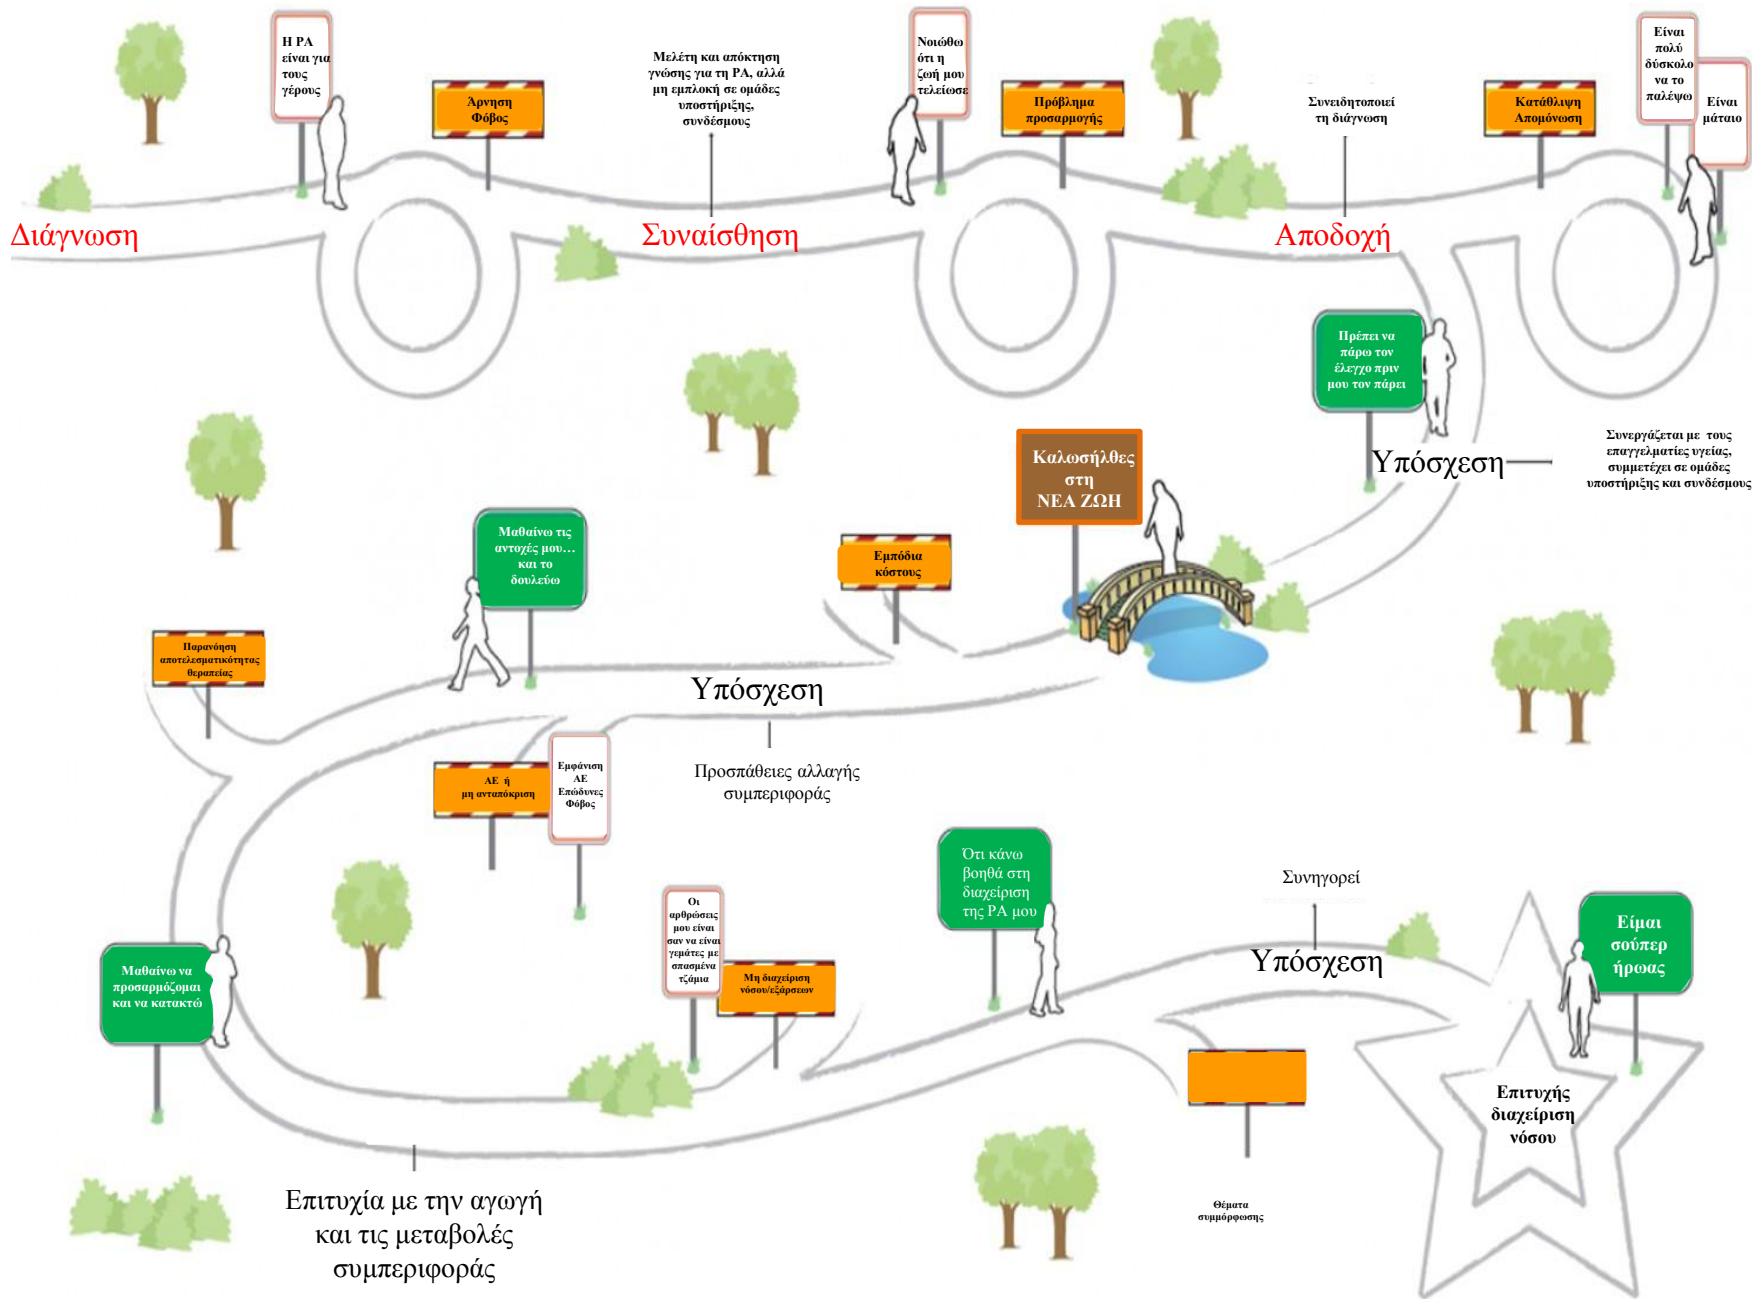 Η ΡΑ
είναι για
τους
γέρους
Άρνηση
Φόβος
Μελέτη και απόκτηση
γνώσης για τη ΡΑ, αλλά
μη εμπλοκή σε ομάδες
υποστήριξης,
συνδέσμους
Νοιώθω
ότι η
ζωή μου
τελείωσε
Πρόβλημα
προσαρμογής
Συνειδητοποιεί
τη διάγνωση
Κατάθλιψη
Απομόνωση
Είναι
πολύ
δύσκολο
να το
παλέψω
Είναι
μάταιο
Διάγνωση
Συναίσθηση
Αποδοχή
Πρέπει να
πάρω τον
έλεγχο πριν
μου τον πάρει
Υπόσχεση
Συνεργάζεται με τους
επαγγελματίες υγείας,
συμμετέχει σε ομάδες
υποστήριξης και συνδέσμους
Καλωσήλθες
στη
ΝΕΑ ΖΩΗ
Εμπόδια
κόστους
Μαθαίνω τις
αντοχές μου…
και το
δουλεύω
Παρανόηση
αποτελεσματικότητας
θεραπείας
Υπόσχεση
Προσπάθειες αλλαγής
συμπεριφοράς
ΑΕ ή
μη ανταπόκριση
Εμφάνιση
ΑΕ
Επώδυνες
Φόβος
Μαθαίνω να
προσαρμόζομαι
και να κατακτώ
Οι
αρθρώσεις
μου είναι
σαν να είναι
γεμάτες με
σπασμένα
τζάμια
Μη διαχείριση
νόσου/εξάρσεων
Ότι κάνω
βοηθά στη
διαχείριση
της ΡΑ μου
Συνηγορεί
Υπόσχεση
Είμαι
σούπερ
ήρωας
Επιτυχής
διαχείριση
νόσου
Θέματα
συμμόρφωσης
Επιτυχία με την αγωγή
και τις μεταβολές
συμπεριφοράς